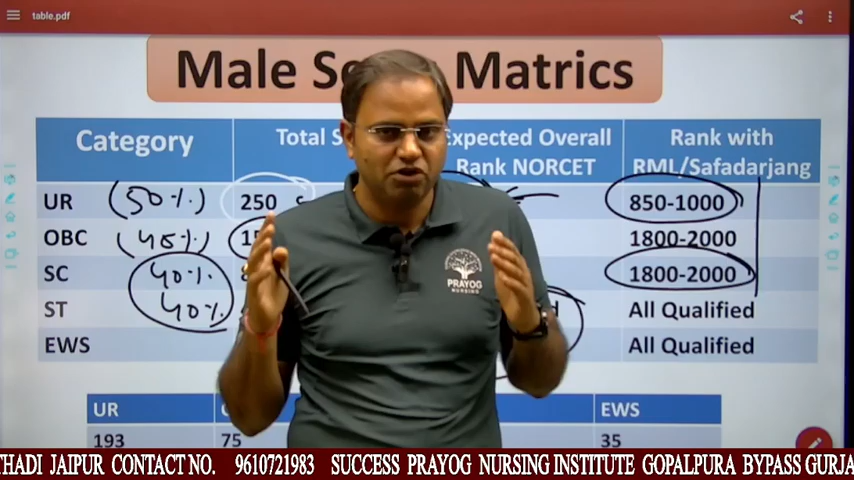 table.pdf
Male Matrics
Category Total Expected Overall Rank NORCET Rank with RML/Safadarjang
UR (50%) 250 850-1000
OBC (45%) 1800-2000
SC 40% 1800-2000
ST 40% All Qualified
EWS All Qualified
PRAYOG
NURSING
UR EWS
193 75 35
THADI JAIPUR CONTACT NO. 9610721983 SUCCESS PRAYOG NURSING INSTITUTE GOPALPURA BYPASS GURJA